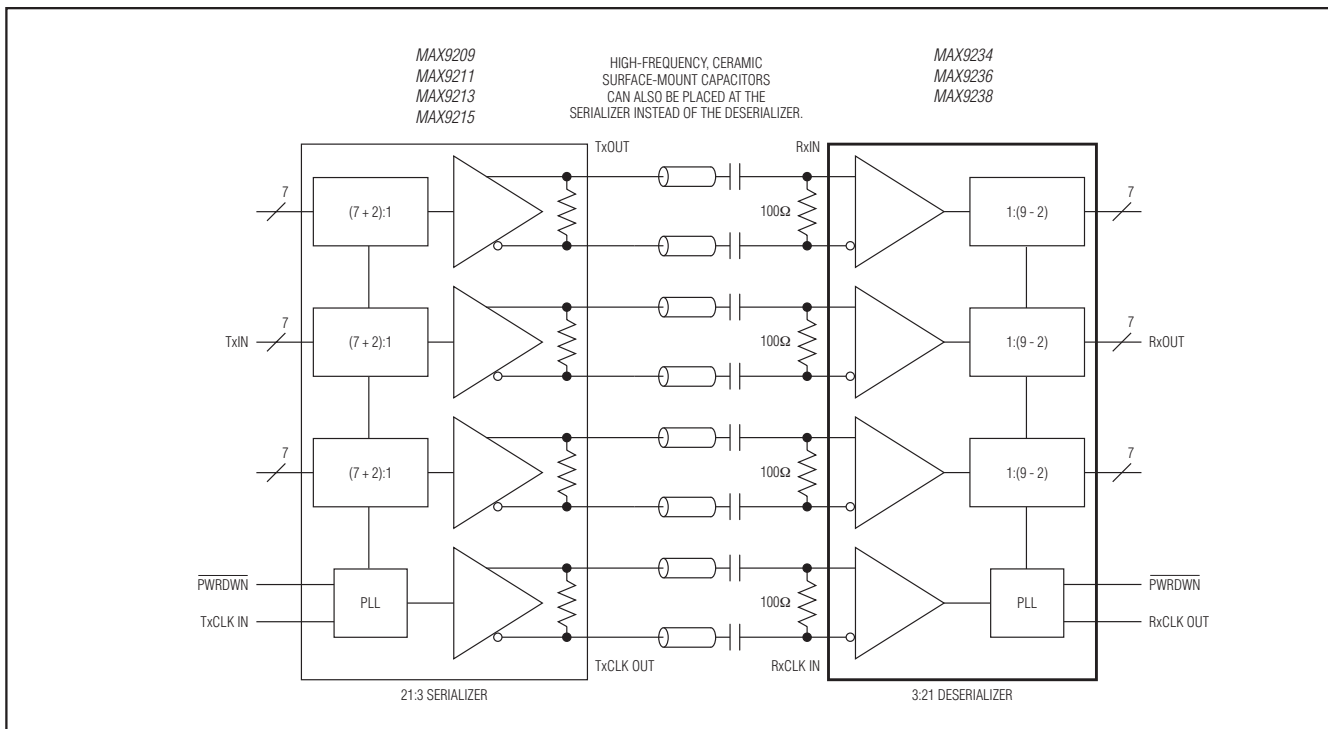 MAX9209
MAX9211
MAX9213
MAX9215
HIGH-FREQUENCY, CERAMIC
SURFACE-MOUNT CAPACITORS
CAN ALSO BE PLACED AT THE
SERIALIZER INSTEAD OF THE DESERIALIZER.
MAX9234
MAX9236
MAX9238
TxOUT
RxIN
7
(7 + 2):1
100Ω
1:(9 - 2)
7
TxIN
7
(7 + 2):1
100Ω
1:(9 - 2)
7
RxOUT
7
(7 + 2):1
100Ω
1:(9 - 2)
7
PWRDWN
TxCLK IN
PLL
100Ω
PLL
PWRDWN
RxCLK OUT
TxCLK OUT
RxCLK IN
21:3 SERIALIZER
3:21 DESERIALIZER